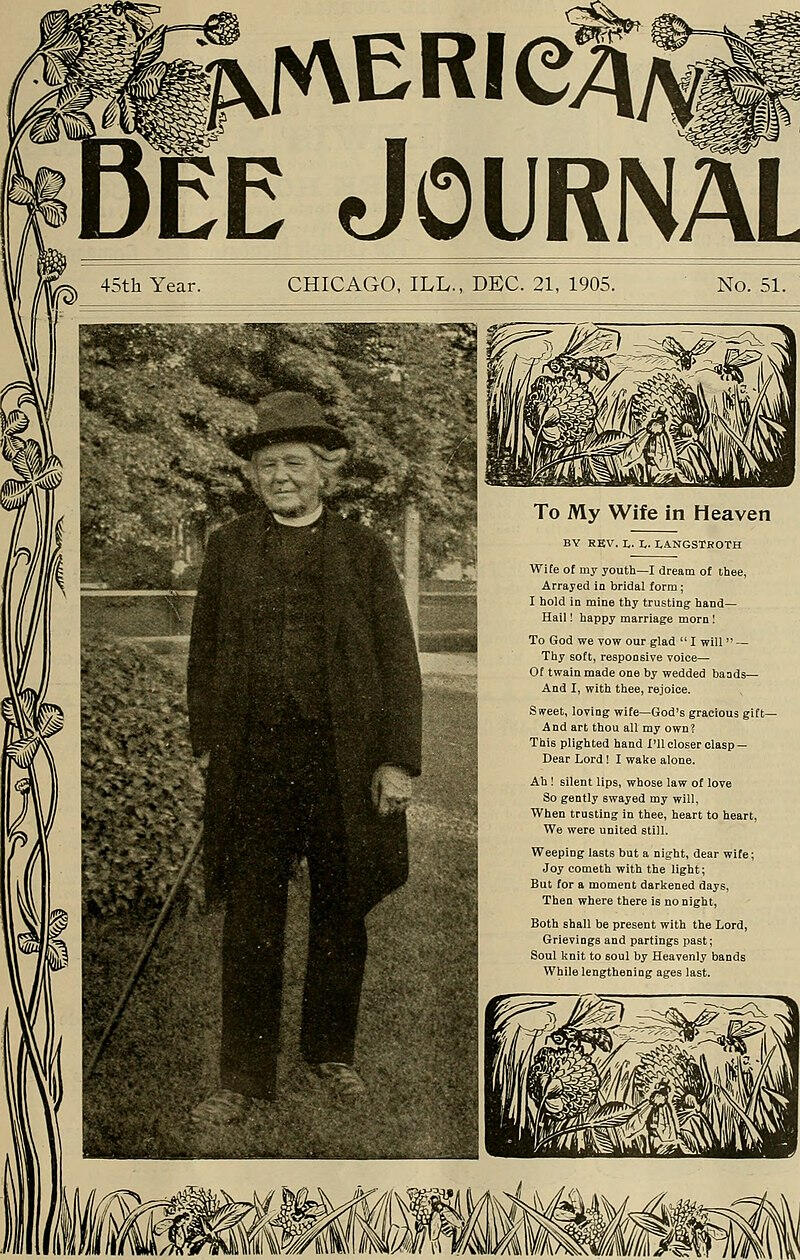 AMERICAN
BEE JOURNAL
45th Year. CHICAGO, ILL., DEC. 21, 1905. No. 51.
To My Wife in Heaven
BY REV. L. L. LANGSTROTH
Wife of my youth—I dream of thee,
Arrayed in bridal form;
I hold in mine thy trusting hand—
Hail! happy marriage morn!
To God we vow our glad "I will"—
Thy soft, responsive voice—
Of twain made one by wedded bands—
And I, with thee, rejoice.
Sweet, loving wife—God's gracious gift—
And art thou all my own?
This plighted hand I'll closer clasp—
Dear Lord! I wake alone.
Ah! silent lips, whose law of love
So gently swayed my will,
When trusting in thee, heart to heart,
We were united still.
Weeping lasts but a night, dear wife;
Joy cometh with the light;
But for a moment darkened days,
Then where there is no night,
Both shall be present with the Lord,
Grievings and partings past;
Soul knit to soul by Heavenly bands
While lengthening ages last.